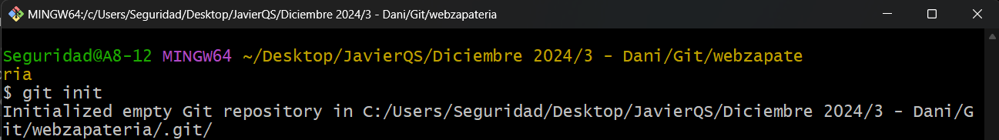 MINGW64:/c/Users/Seguridad/Desktop/JavierQS/Diciembre 2024/3 - Dani/Git/webzapateria
Seguridad@A8-12 MINGW64 ~/Desktop/JavierQS/Diciembre 2024/3 - Dani/Git/webzapate
ria
$ git init
Initialized empty Git repository in C:/Users/Seguridad/Desktop/JavierQS/Diciembre 2024/3 - Dani/G
it/webzapateria/.git/